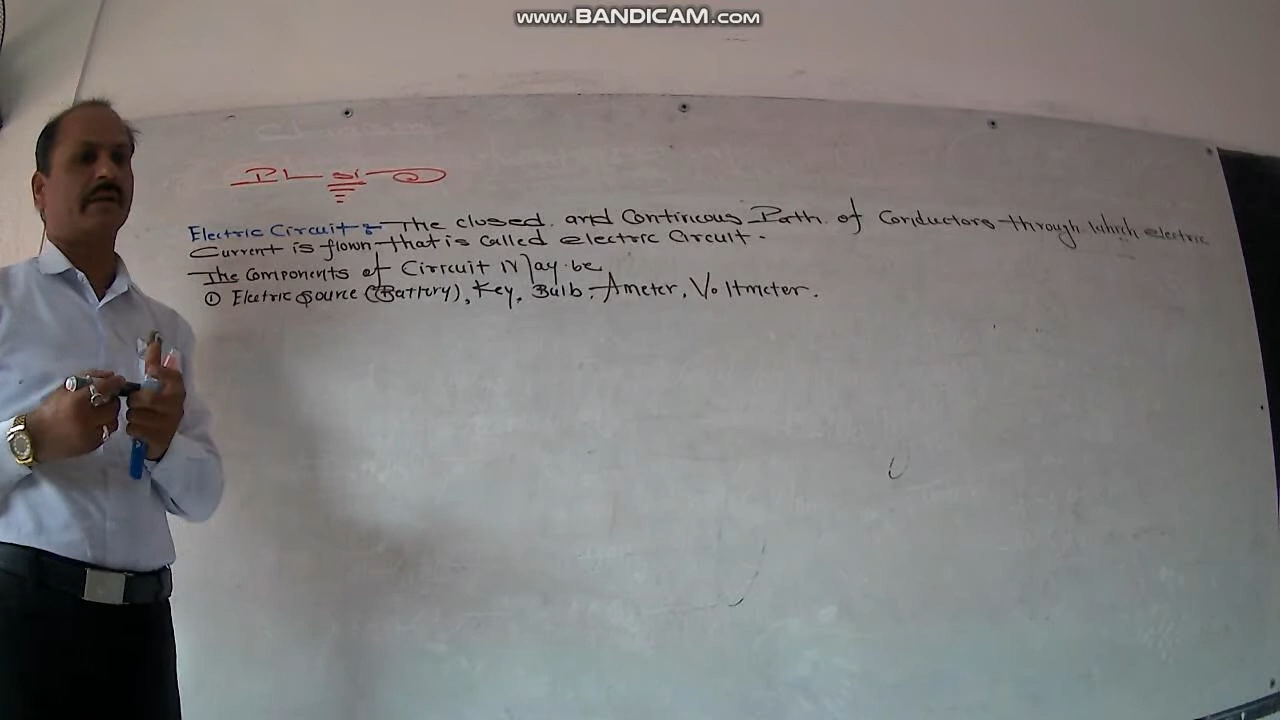 www.BANDICAM.com
Electric Circuit :- The closed and Continuous Path of Conductors through which electric
Current is flown that is called electric Circuit.
The Components of Circuit May be
① Electric Source (Battery), Key, Bulb, Ameter, Voltmeter.